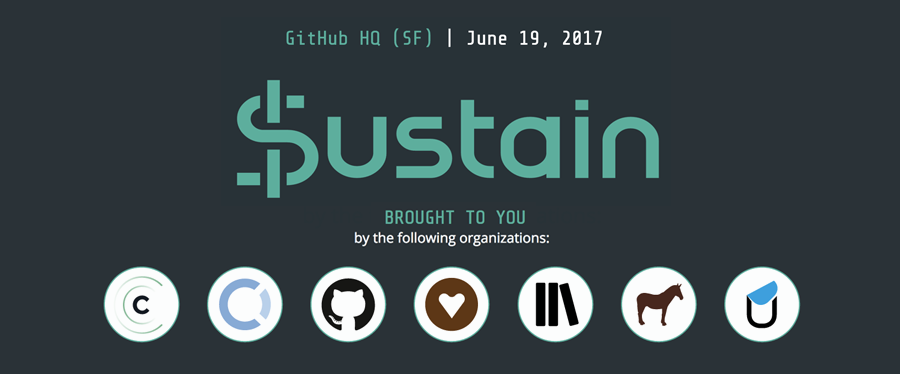 GitHub HQ (SF) | June 19, 2017
$ustain
BROUGHT TO YOU
by the following organizations:
C